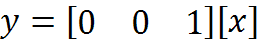 y = [0 0 1][x]